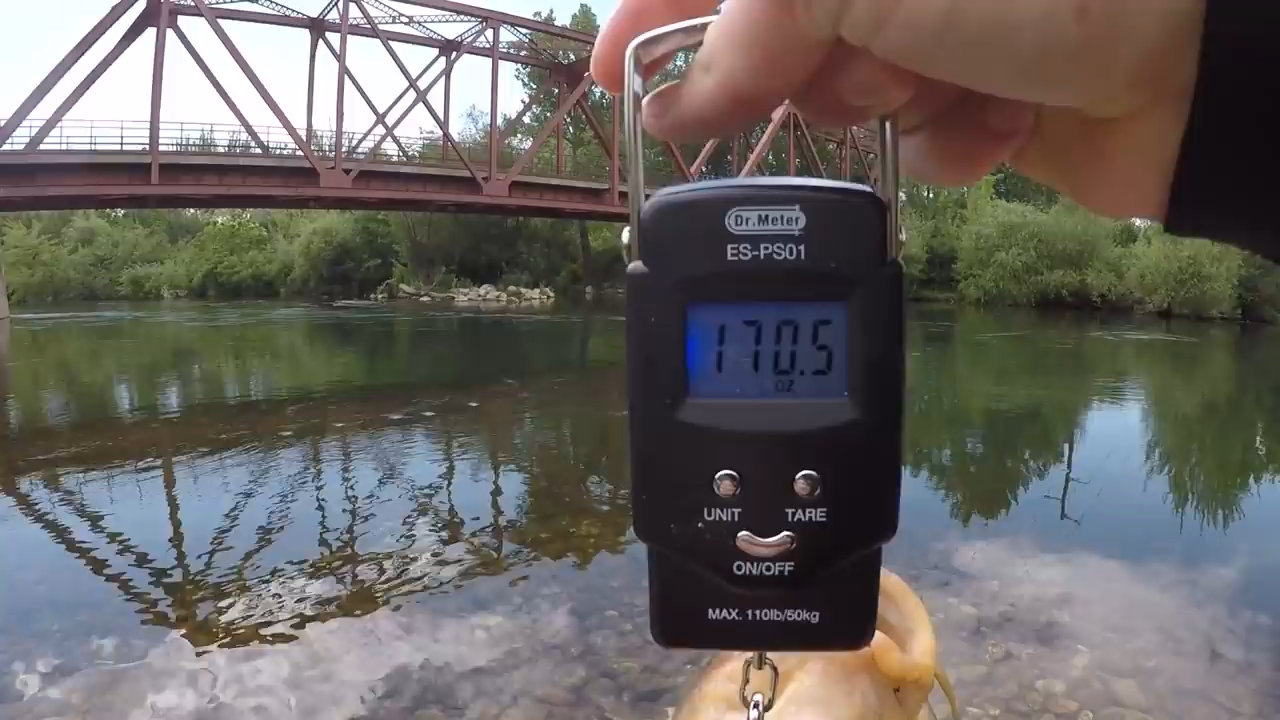 Dr.Meter
ES-PS01
170.5
OZ
UNIT TARE
ON/OFF
MAX. 110lb/50kg